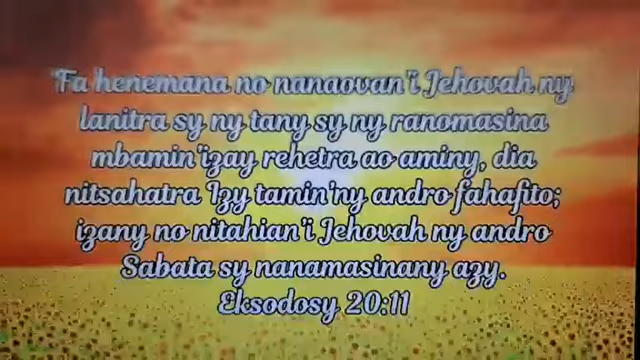 "Fa henemana no nanaovan'i Jehovah ny
lanitra sy ny tany sy ny ranomasina
mbamin'izay rehetra ao aminy, dia
nitsahatra Izy tamin'ny andro fahafito;
izany no nitahian'i Jehovah ny andro
Sabata sy nanamasinany azy.
Eksodosy 20:11